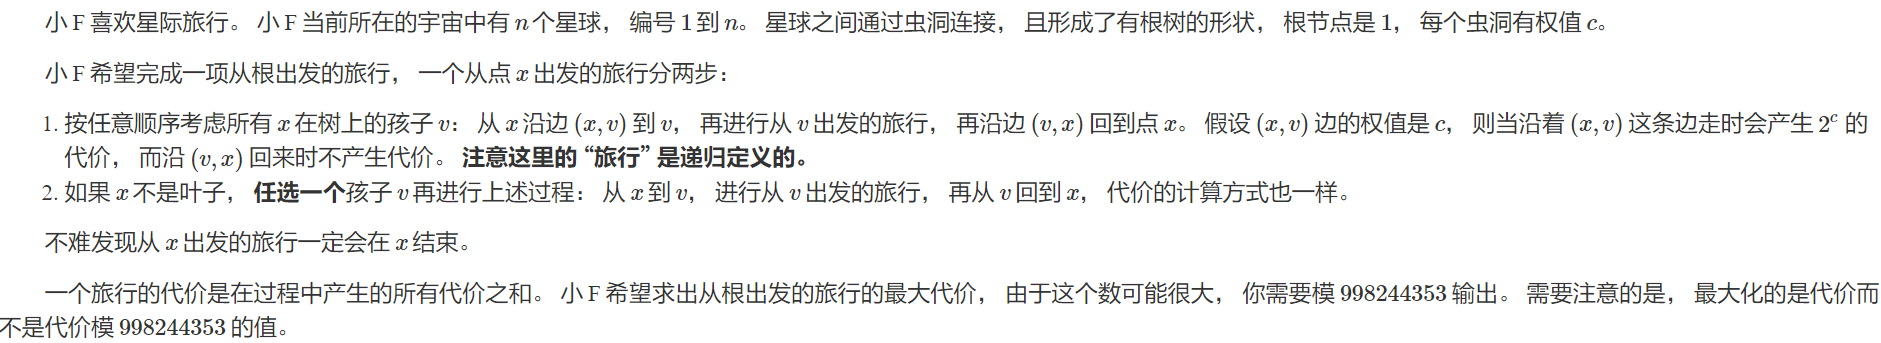 小 F 喜欢星际旅行。 小 F 当前所在的宇宙中有 n 个星球， 编号 1 到 n。 星球之间通过虫洞连接， 且形成了有根树的形状， 根节点是 1， 每个虫洞有权值 c。
小 F 希望完成一项从根出发的旅行， 一个从点 x 出发的旅行分两步：
1. 按任意顺序考虑所有 x 在树上的孩子 v： 从 x 沿边 (x, v) 到 v， 再进行从 v 出发的旅行， 再沿边 (v, x) 回到点 x。 假设 (x, v) 边的权值是 c， 则当沿着 (x, v) 这条边走时会产生 2^c 的
代价， 而沿 (v, x) 回来时不产生代价。 注意这里的 “旅行” 是递归定义的。
2. 如果 x 不是叶子， 任选一个孩子 v 再进行上述过程： 从 x 到 v， 进行从 v 出发的旅行， 再从 v 回到 x， 代价的计算方式也一样。
不难发现从 x 出发的旅行一定会在 x 结束。
一个旅行的代价是在过程中产生的所有代价之和。 小 F 希望求出从根出发的旅行的最大代价， 由于这个数可能很大， 你需要模 998244353 输出。 需要注意的是， 最大化的是代价而
不是代价模 998244353 的值。